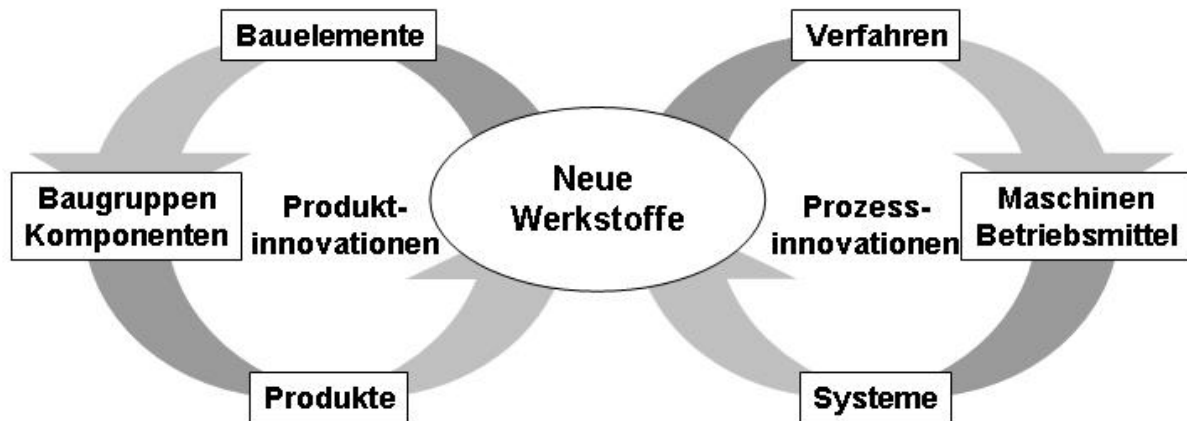 Bauelemente
Verfahren
Neue
Werkstoffe
Baugruppen
Komponenten
Produkt-
innovationen
Prozess-
innovationen
Maschinen
Betriebsmittel
Produkte
Systeme